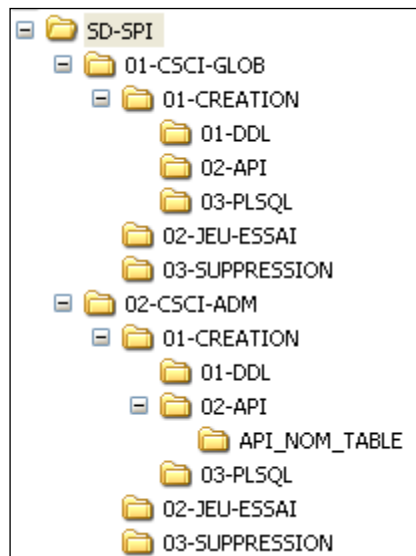 SD-SPI
01-CSCI-GLOB
01-CREATION
01-DDL
02-API
03-PLSQL
02-JEU-ESSAI
03-SUPPRESSION
02-CSCI-ADM
01-CREATION
01-DDL
02-API
API_NOM_TABLE
03-PLSQL
02-JEU-ESSAI
03-SUPPRESSION